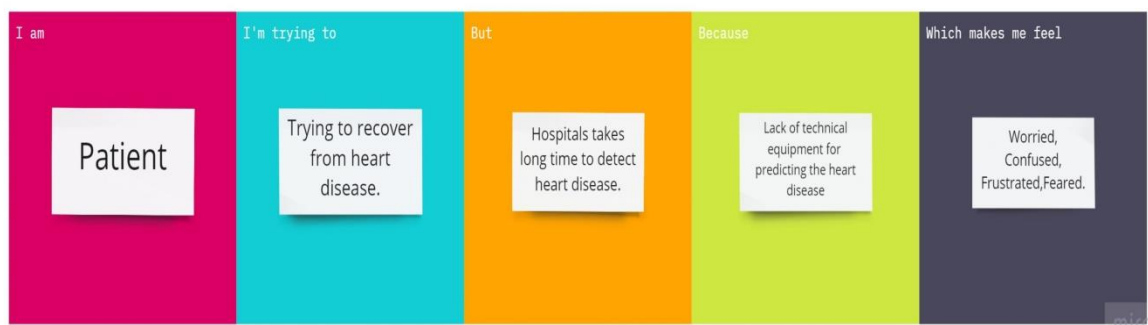 I am
Patient
I'm trying to
Trying to recover
from heart
disease.
But
Hospitals takes
long time to detect
heart disease.
Because
Lack of technical
equipment for
predicting the heart
disease
Which makes me feel
Worried,
Confused,
Frustrated,Feared.